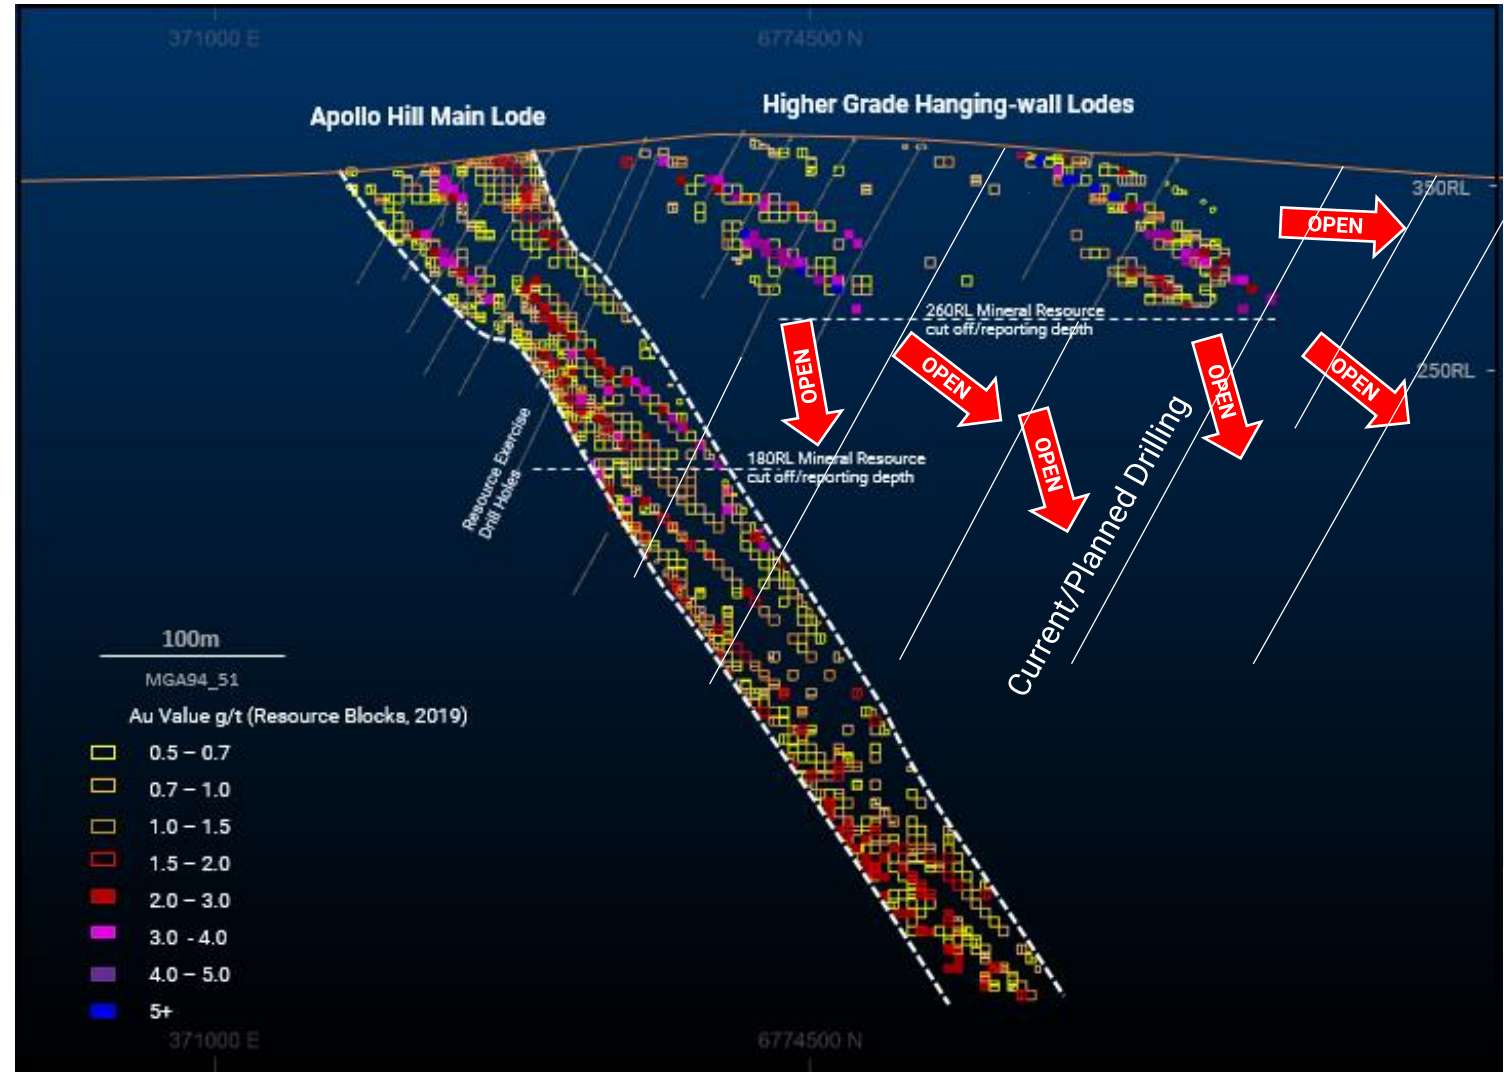 371000 E
6774500 N
Apollo Hill Main Lode
Higher Grade Hanging-wall Lodes
350RL
OPEN
260RL Mineral Resource
cut off/reporting depth
OPEN
OPEN
OPEN
OPEN
250RL
OPEN
Current/Planned Drilling
180RL Mineral Resource
cut off/reporting depth
Resource Exercise
Drill Holes
100m
MGA94_51
Au Value g/t (Resource Blocks, 2019)
0.5 – 0.7
0.7 – 1.0
1.0 – 1.5
1.5 – 2.0
2.0 – 3.0
3.0 - 4.0
4.0 – 5.0
5+
371000 E
6774500 N